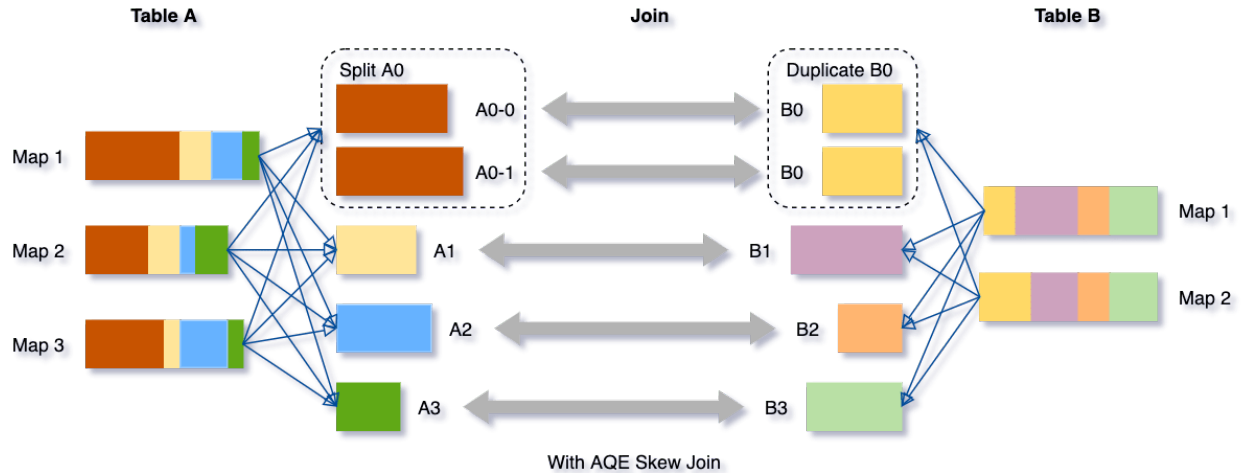 Table A
Join
Table B
Split A0
Duplicate B0
A0-0
B0
Map 1
A0-1
B0
Map 1
Map 2
A1
B1
Map 2
Map 3
A2
B2
A3
B3
With AQE Skew Join